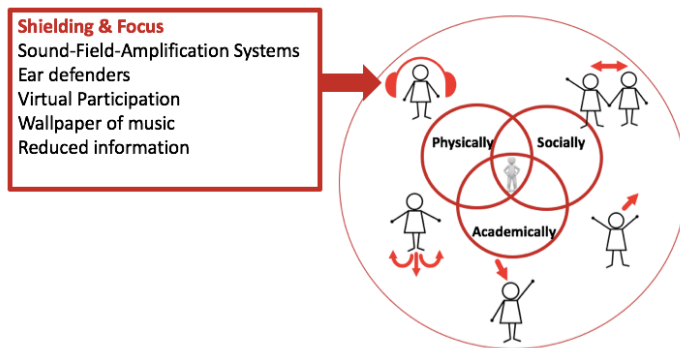 Shielding & Focus
Sound-Field-Amplification Systems
Ear defenders
Virtual Participation
Wallpaper of music
Reduced information
Physically
Socially
Academically